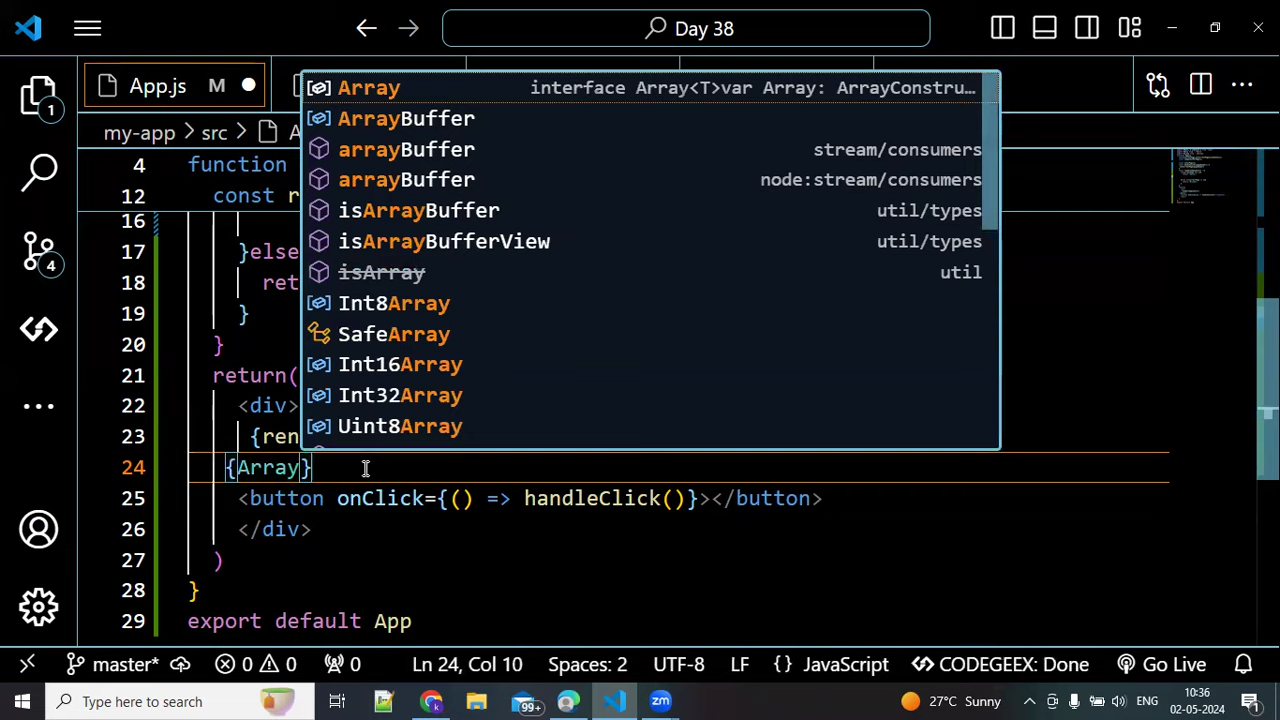 Day 38
App.js M
my-app > src >
4 function
12 const r
16
17 }else
18 ret
19 }
20 }
21 return(
22 <div>
23 {ren
24 {Array}
25 <button onClick={() => handleClick()}></button>
26 </div>
27 )
28 }
29 export default App
Array interface Array<T>var Array: ArrayConstru…
ArrayBuffer
arrayBuffer stream/consumers
arrayBuffer node:stream/consumers
isArrayBuffer util/types
isArrayBufferView util/types
isArray util
Int8Array
SafeArray
Int16Array
Int32Array
Uint8Array
1
4
master* 0 0 0 Ln 24, Col 10 Spaces: 2 UTF-8 LF {} JavaScript CODEGEEX: Done Go Live
Type here to search 99+ zm 27°C Sunny ENG 10:36
02-05-2024 1